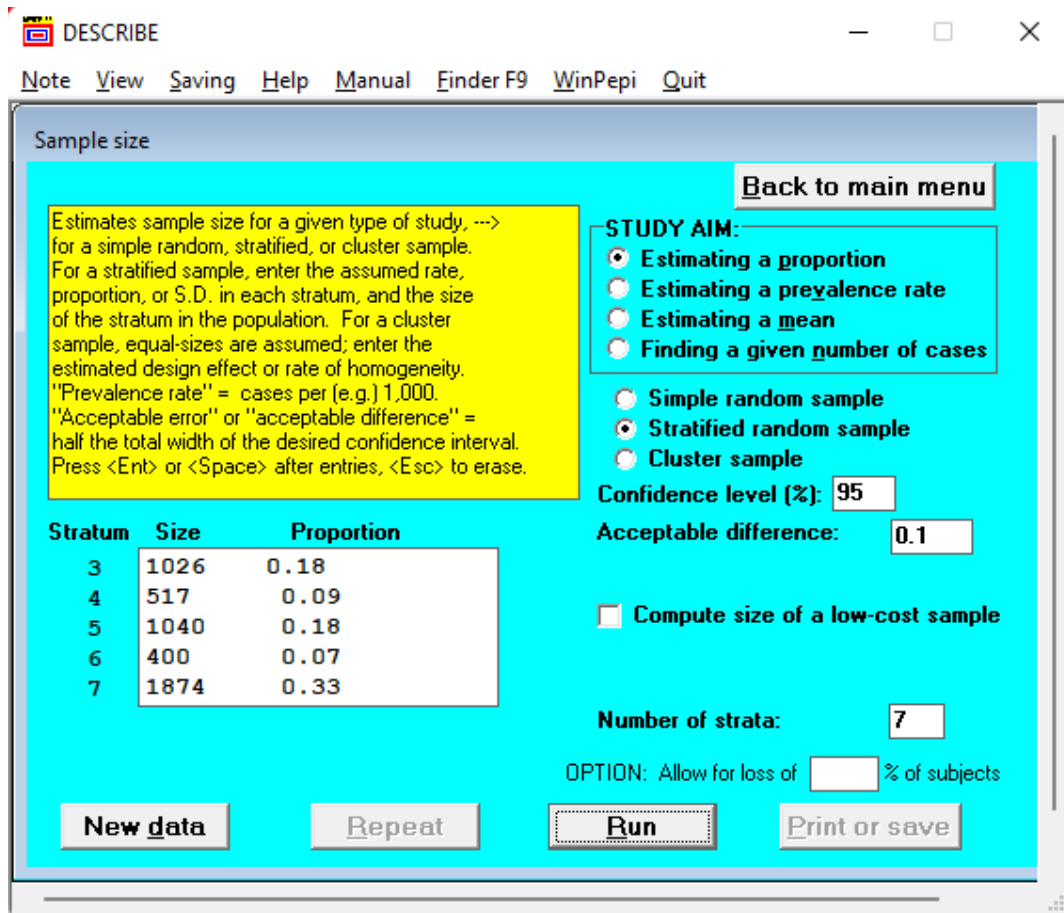 DESCRIBE
Note View Saving Help Manual Finder F9 WinPepi Quit
Sample size
Back to main menu
Estimates sample size for a given type of study, --->
for a simple random, stratified, or cluster sample.
For a stratified sample, enter the assumed rate,
proportion, or S.D. in each stratum, and the size
of the stratum in the population. For a cluster
sample, equal-sizes are assumed; enter the
estimated design effect or rate of homogeneity.
"Prevalence rate" = cases per (e.g.) 1,000.
"Acceptable error" or "acceptable difference" =
half the total width of the desired confidence interval.
Press <Ent> or <Space> after entries, <Esc> to erase.
STUDY AIM:
Estimating a proportion
Estimating a prevalence rate
Estimating a mean
Finding a given number of cases
Simple random sample
Stratified random sample
Cluster sample
Confidence level (%): 95
Acceptable difference: 0.1
Stratum Size Proportion
3 1026 0.18
4 517 0.09
5 1040 0.18
6 400 0.07
7 1874 0.33
Compute size of a low-cost sample
Number of strata: 7
OPTION: Allow for loss of % of subjects
New data Repeat Run Print or save